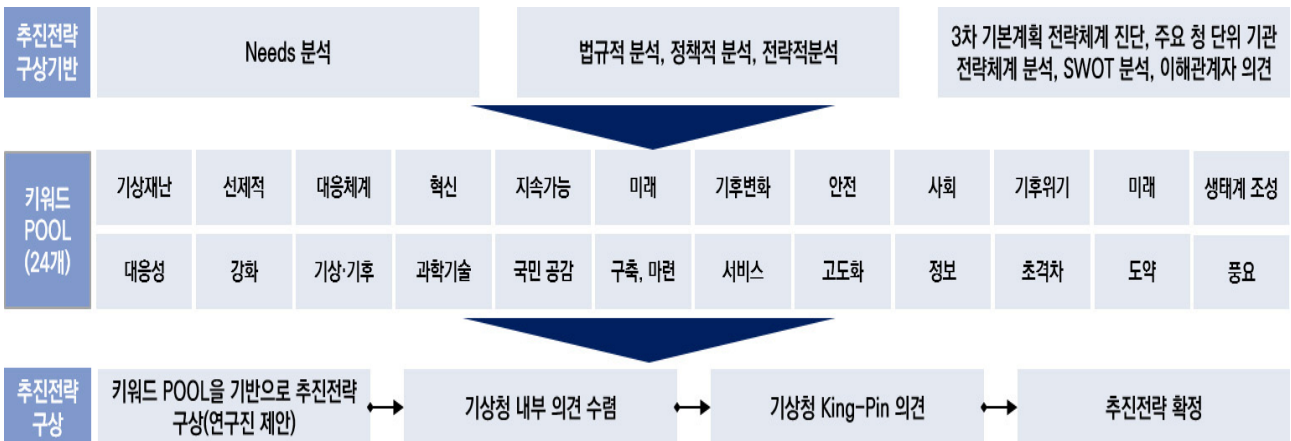 추진전략
구상기반
Needs 분석
법규적 분석, 정책적 분석, 전략적분석
3차 기본계획 전략체계 진단, 주요 청 단위 기관
전략체계 분석, SWOT 분석, 이해관계자 의견
키워드
POOL
(24개)
기상재난 선제적 대응체계 혁신 지속가능 미래 기후변화 안전 사회 기후위기 미래 생태계 조성
대응성 강화 기상·기후 과학기술 국민 공감 구축, 마련 서비스 고도화 정보 초격차 도약 풍요
추진전략
구상
키워드 POOL을 기반으로 추진전략
구상(연구진 제안)
기상청 내부 의견 수렴
기상청 King-Pin 의견
추진전략 확정